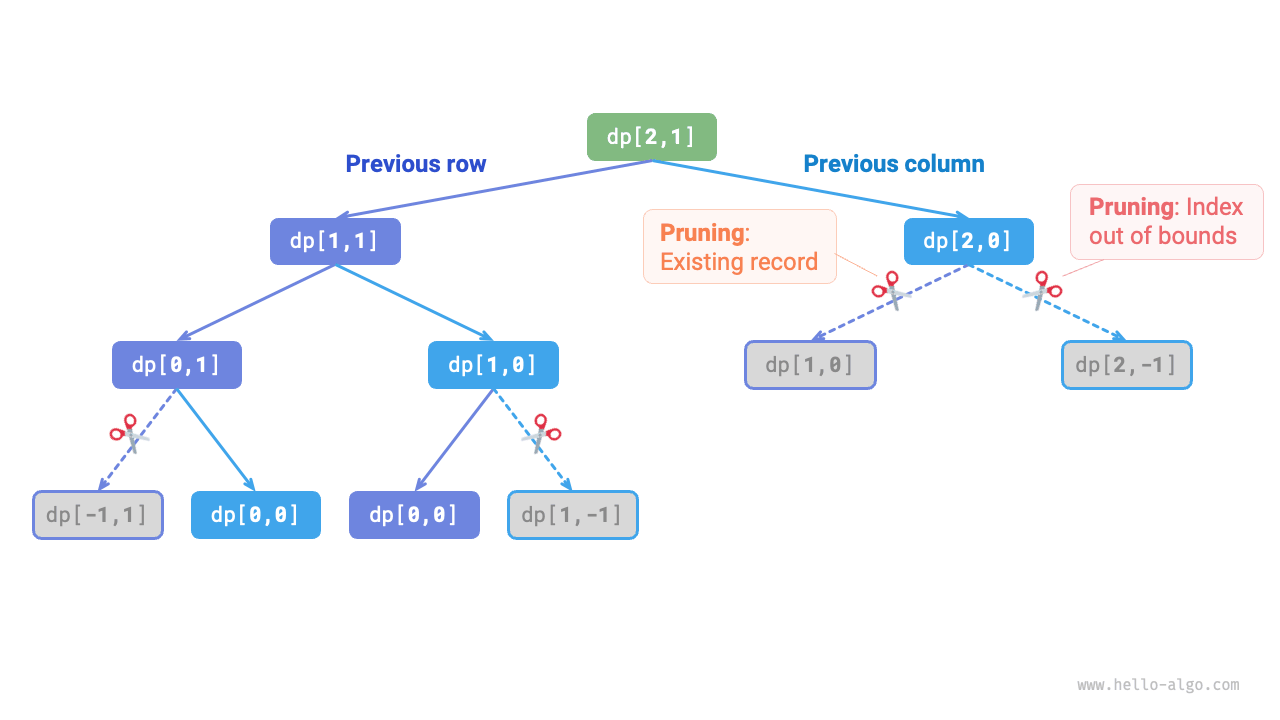 dp[2,1]
Previous row
Previous column
Pruning: Index
out of bounds
Pruning:
Existing record
dp[1,1]
dp[2,0]
dp[0,1]
dp[1,0]
dp[1,0]
dp[2,-1]
dp[-1,1]
dp[0,0]
dp[0,0]
dp[1,-1]
www.hello-algo.com